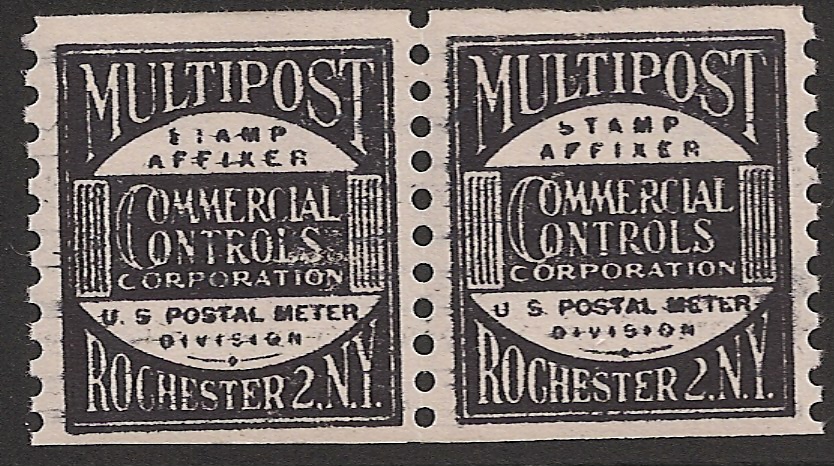 MULTIPOST
STAMP
AFFIXER
COMMERCIAL
CONTROLS
CORPORATION
U. S POSTAL METER
DIVISION
ROCHESTER 2. N.Y.
MULTIPOST
STAMP
AFFIXER
COMMERCIAL
CONTROLS
CORPORATION
U S POSTAL METER
DIVISION
ROCHESTER 2. N.Y.